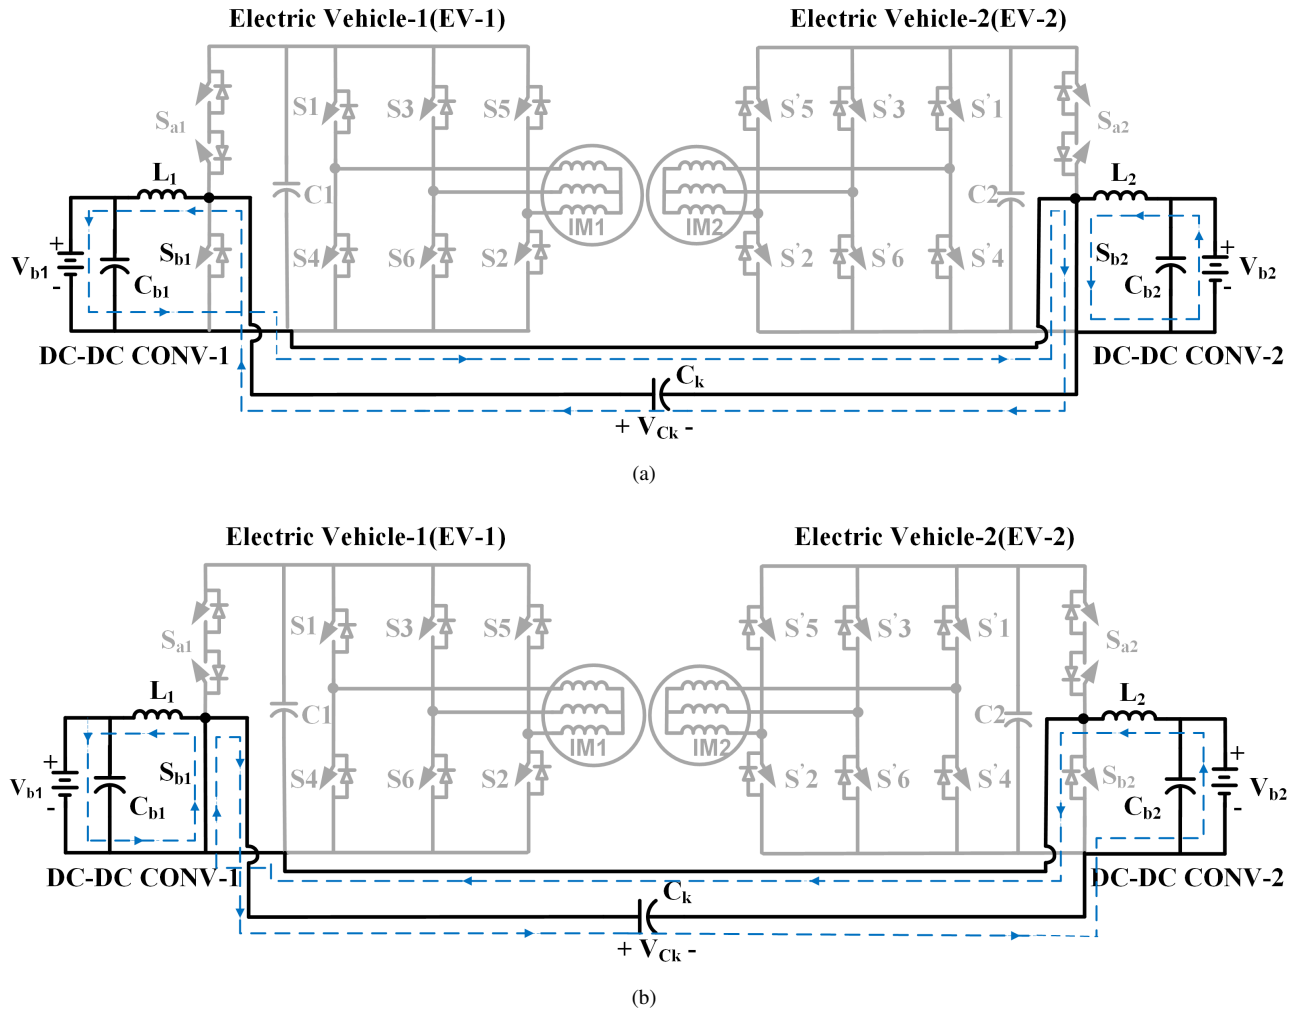 Electric Vehicle-1(EV-1) Electric Vehicle-2(EV-2)
Sa1 S1 S3 S5 S'5 S'3 S'1 Sa2
L1 C1 IM1 IM2 C2 L2
Vb1 + - Cb1 Sb1 S4 S6 S2 S'2 S'6 S'4 Sb2 Cb2 + - Vb2
DC-DC CONV-1 DC-DC CONV-2
Ck
+ VCk -
(a)
Electric Vehicle-1(EV-1) Electric Vehicle-2(EV-2)
Sa1 S1 S3 S5 S'5 S'3 S'1 Sa2
L1 C1 IM1 IM2 C2 L2
Vb1 + - Cb1 Sb1 S4 S6 S2 S'2 S'6 S'4 Sb2 Cb2 + - Vb2
DC-DC CONV-1 DC-DC CONV-2
Ck
+ VCk -
(b)